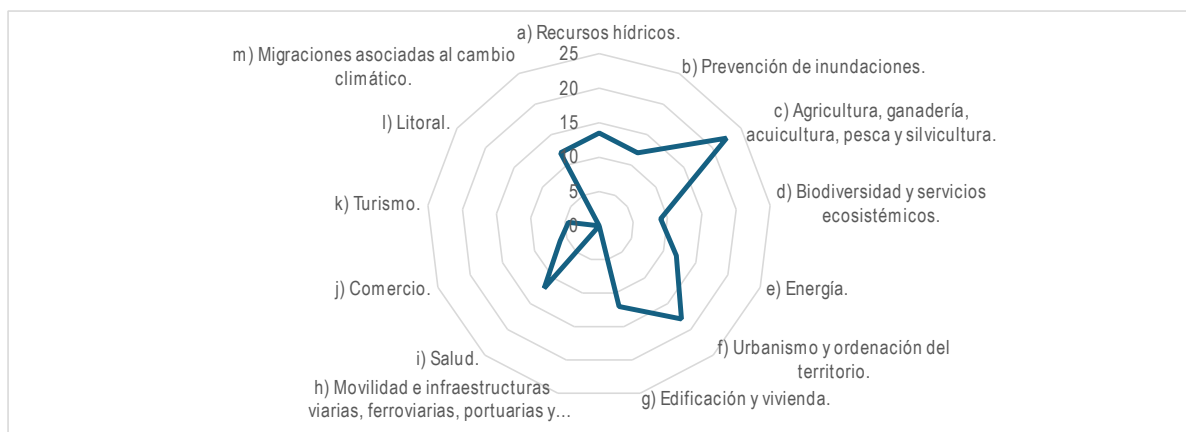 a) Recursos hídricos.
b) Prevención de inundaciones.
c) Agricultura, ganadería,
acuicultura, pesca y silvicultura.
d) Biodiversidad y servicios
ecosistémicos.
e) Energía.
f) Urbanismo y ordenación del
territorio.
g) Edificación y vivienda.
h) Movilidad e infraestructuras
viarias, ferroviarias, portuarias y…
i) Salud.
j) Comercio.
k) Turismo.
l) Litoral.
m) Migraciones asociadas al cambio
climático.
25
20
15
10
5
0